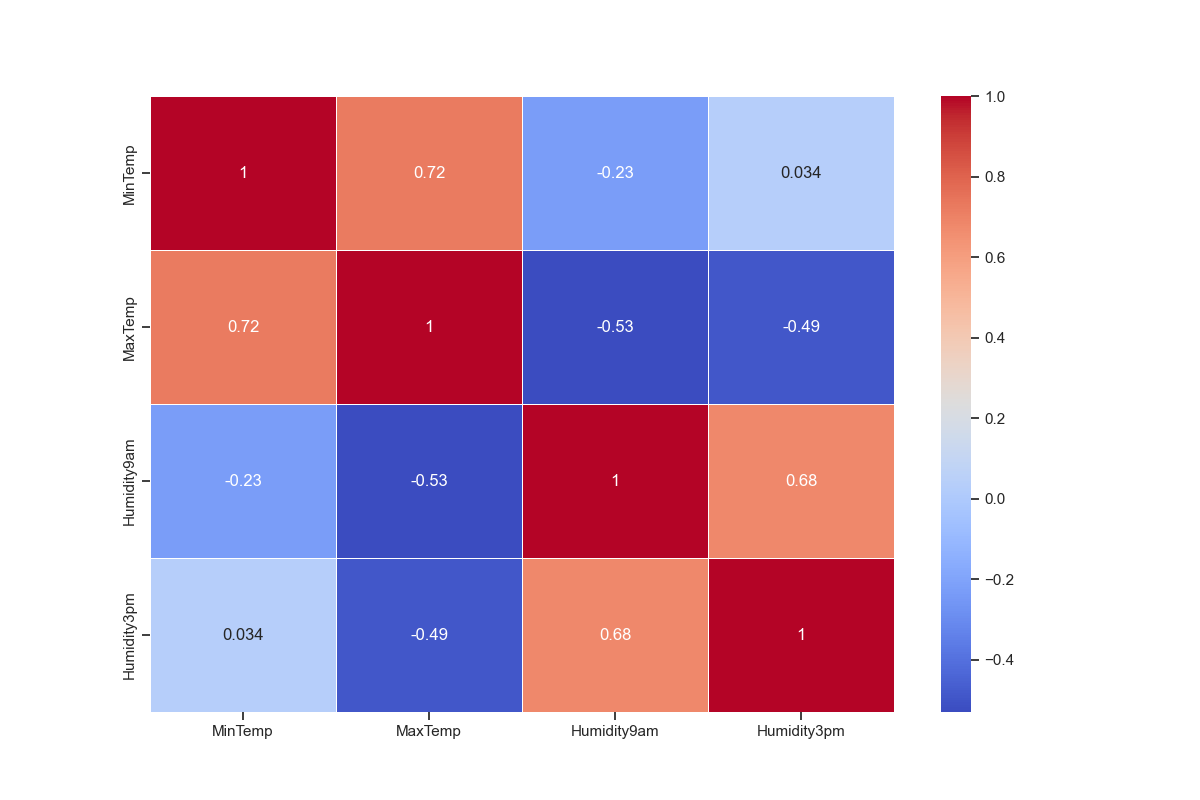 MinTemp 1 0.72 -0.23 0.034
MaxTemp 0.72 1 -0.53 -0.49
Humidity9am -0.23 -0.53 1 0.68
Humidity3pm 0.034 -0.49 0.68 1
MinTemp MaxTemp Humidity9am Humidity3pm
1.0
0.8
0.6
0.4
0.2
0.0
−0.2
−0.4